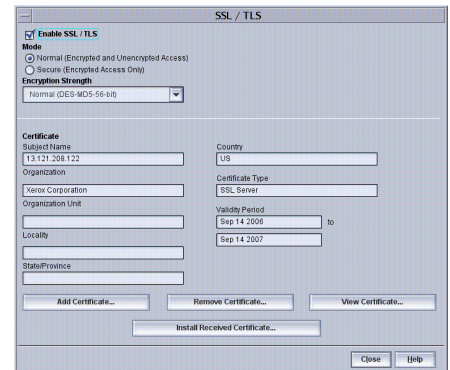 SSL / TLS
Enable SSL / TLS
Mode
Normal (Encrypted and Unencrypted Access)
Secure (Encrypted Access Only)
Encryption Strength
Normal (DES-MD5-56-bit)
Certificate
Subject Name
Country
13.121.208.122
US
Organization
Certificate Type
Xerox Corporation
SSL Server
Organization Unit
Validity Period
Sep 14 2006 to
Locality
Sep 14 2007
State/Province
Add Certificate...
Remove Certificate...
View Certificate...
Install Received Certificate...
Close
Help